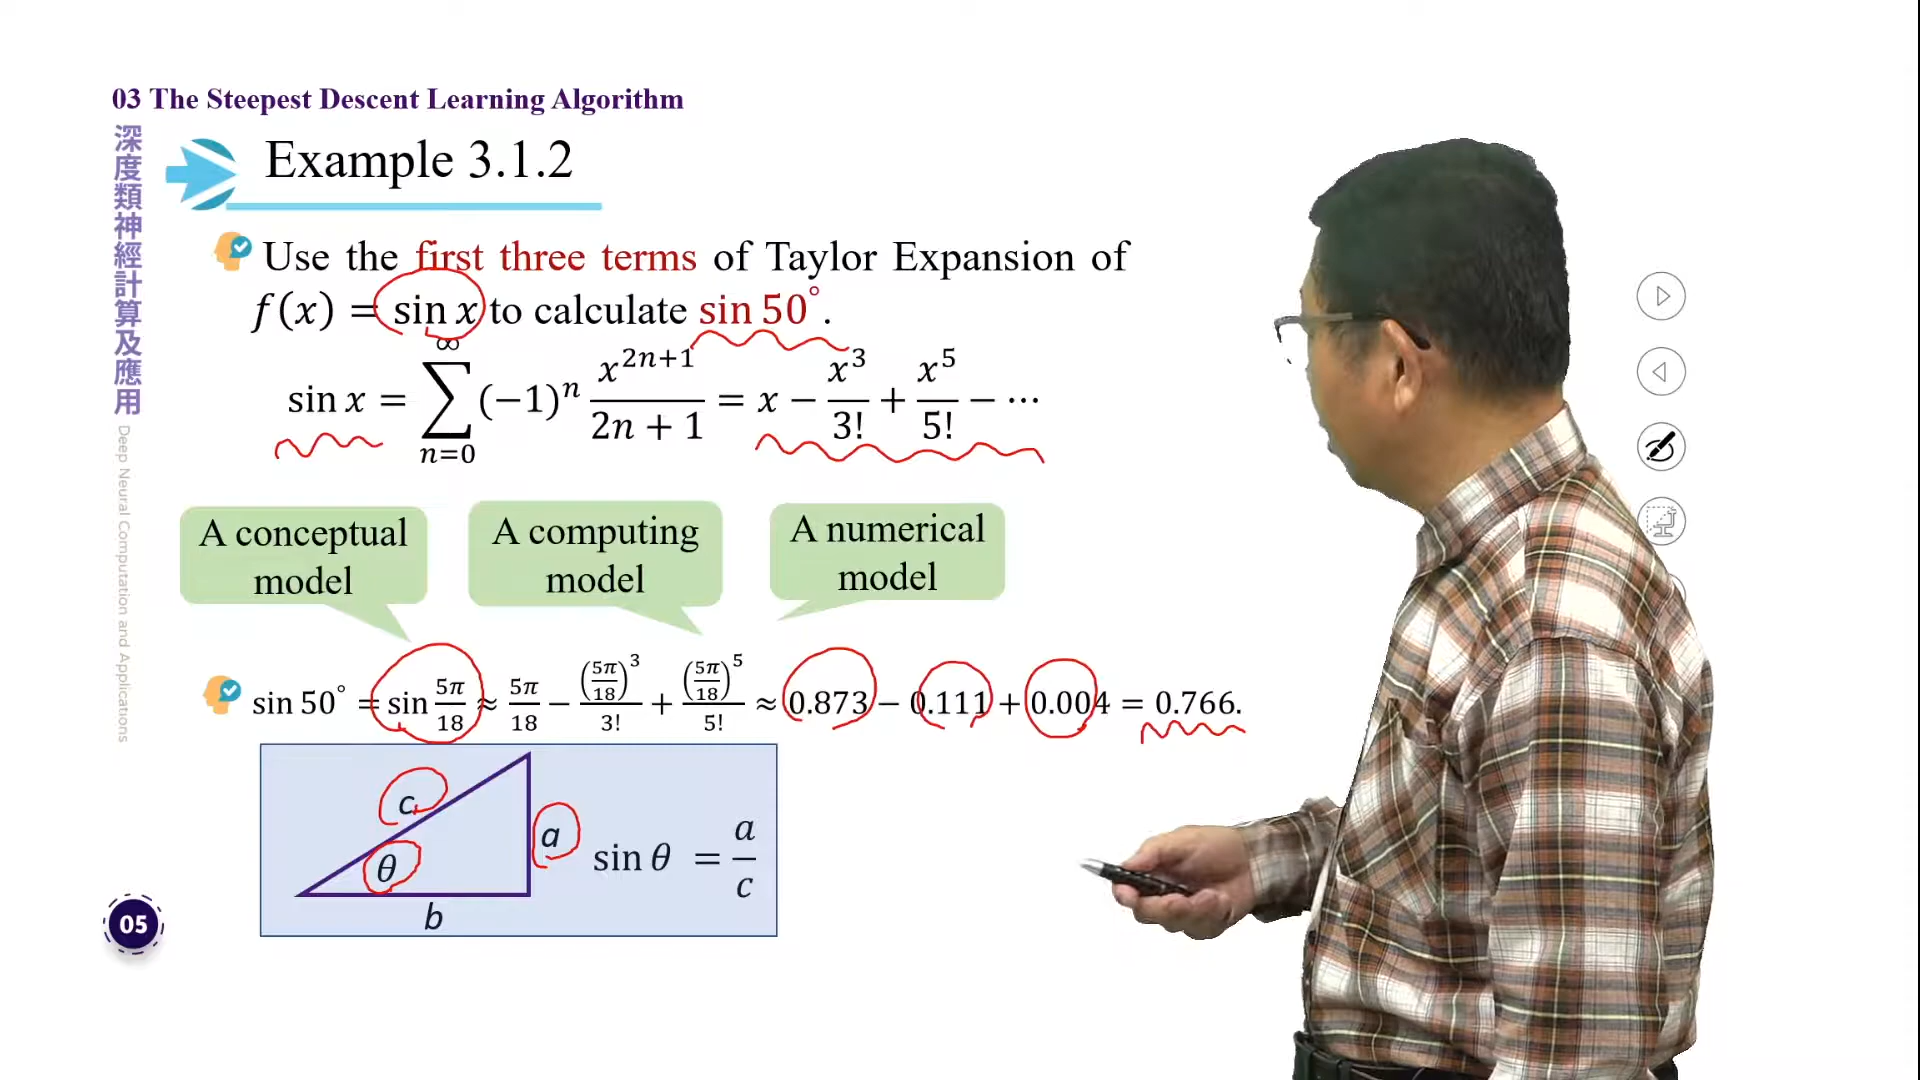 03 The Steepest Descent Learning Algorithm
深度類神經計算及應用
Deep Neural Computation and Applications
Example 3.1.2
Use the first three terms of Taylor Expansion of
f(x) = sin x to calculate sin 50°.
sin x = ∑_{n=0}^{∞} (−1)^n x^{2n+1}/(2n + 1) = x − x^3/3! + x^5/5! − ⋯
A conceptual
model
A computing
model
A numerical
model
sin 50° = sin 5π/18 ≈ 5π/18 − (5π/18)^3/3! + (5π/18)^5/5! ≈ 0.873 − 0.111 + 0.004 = 0.766.
c
a
θ
b
sin θ = a/c
05